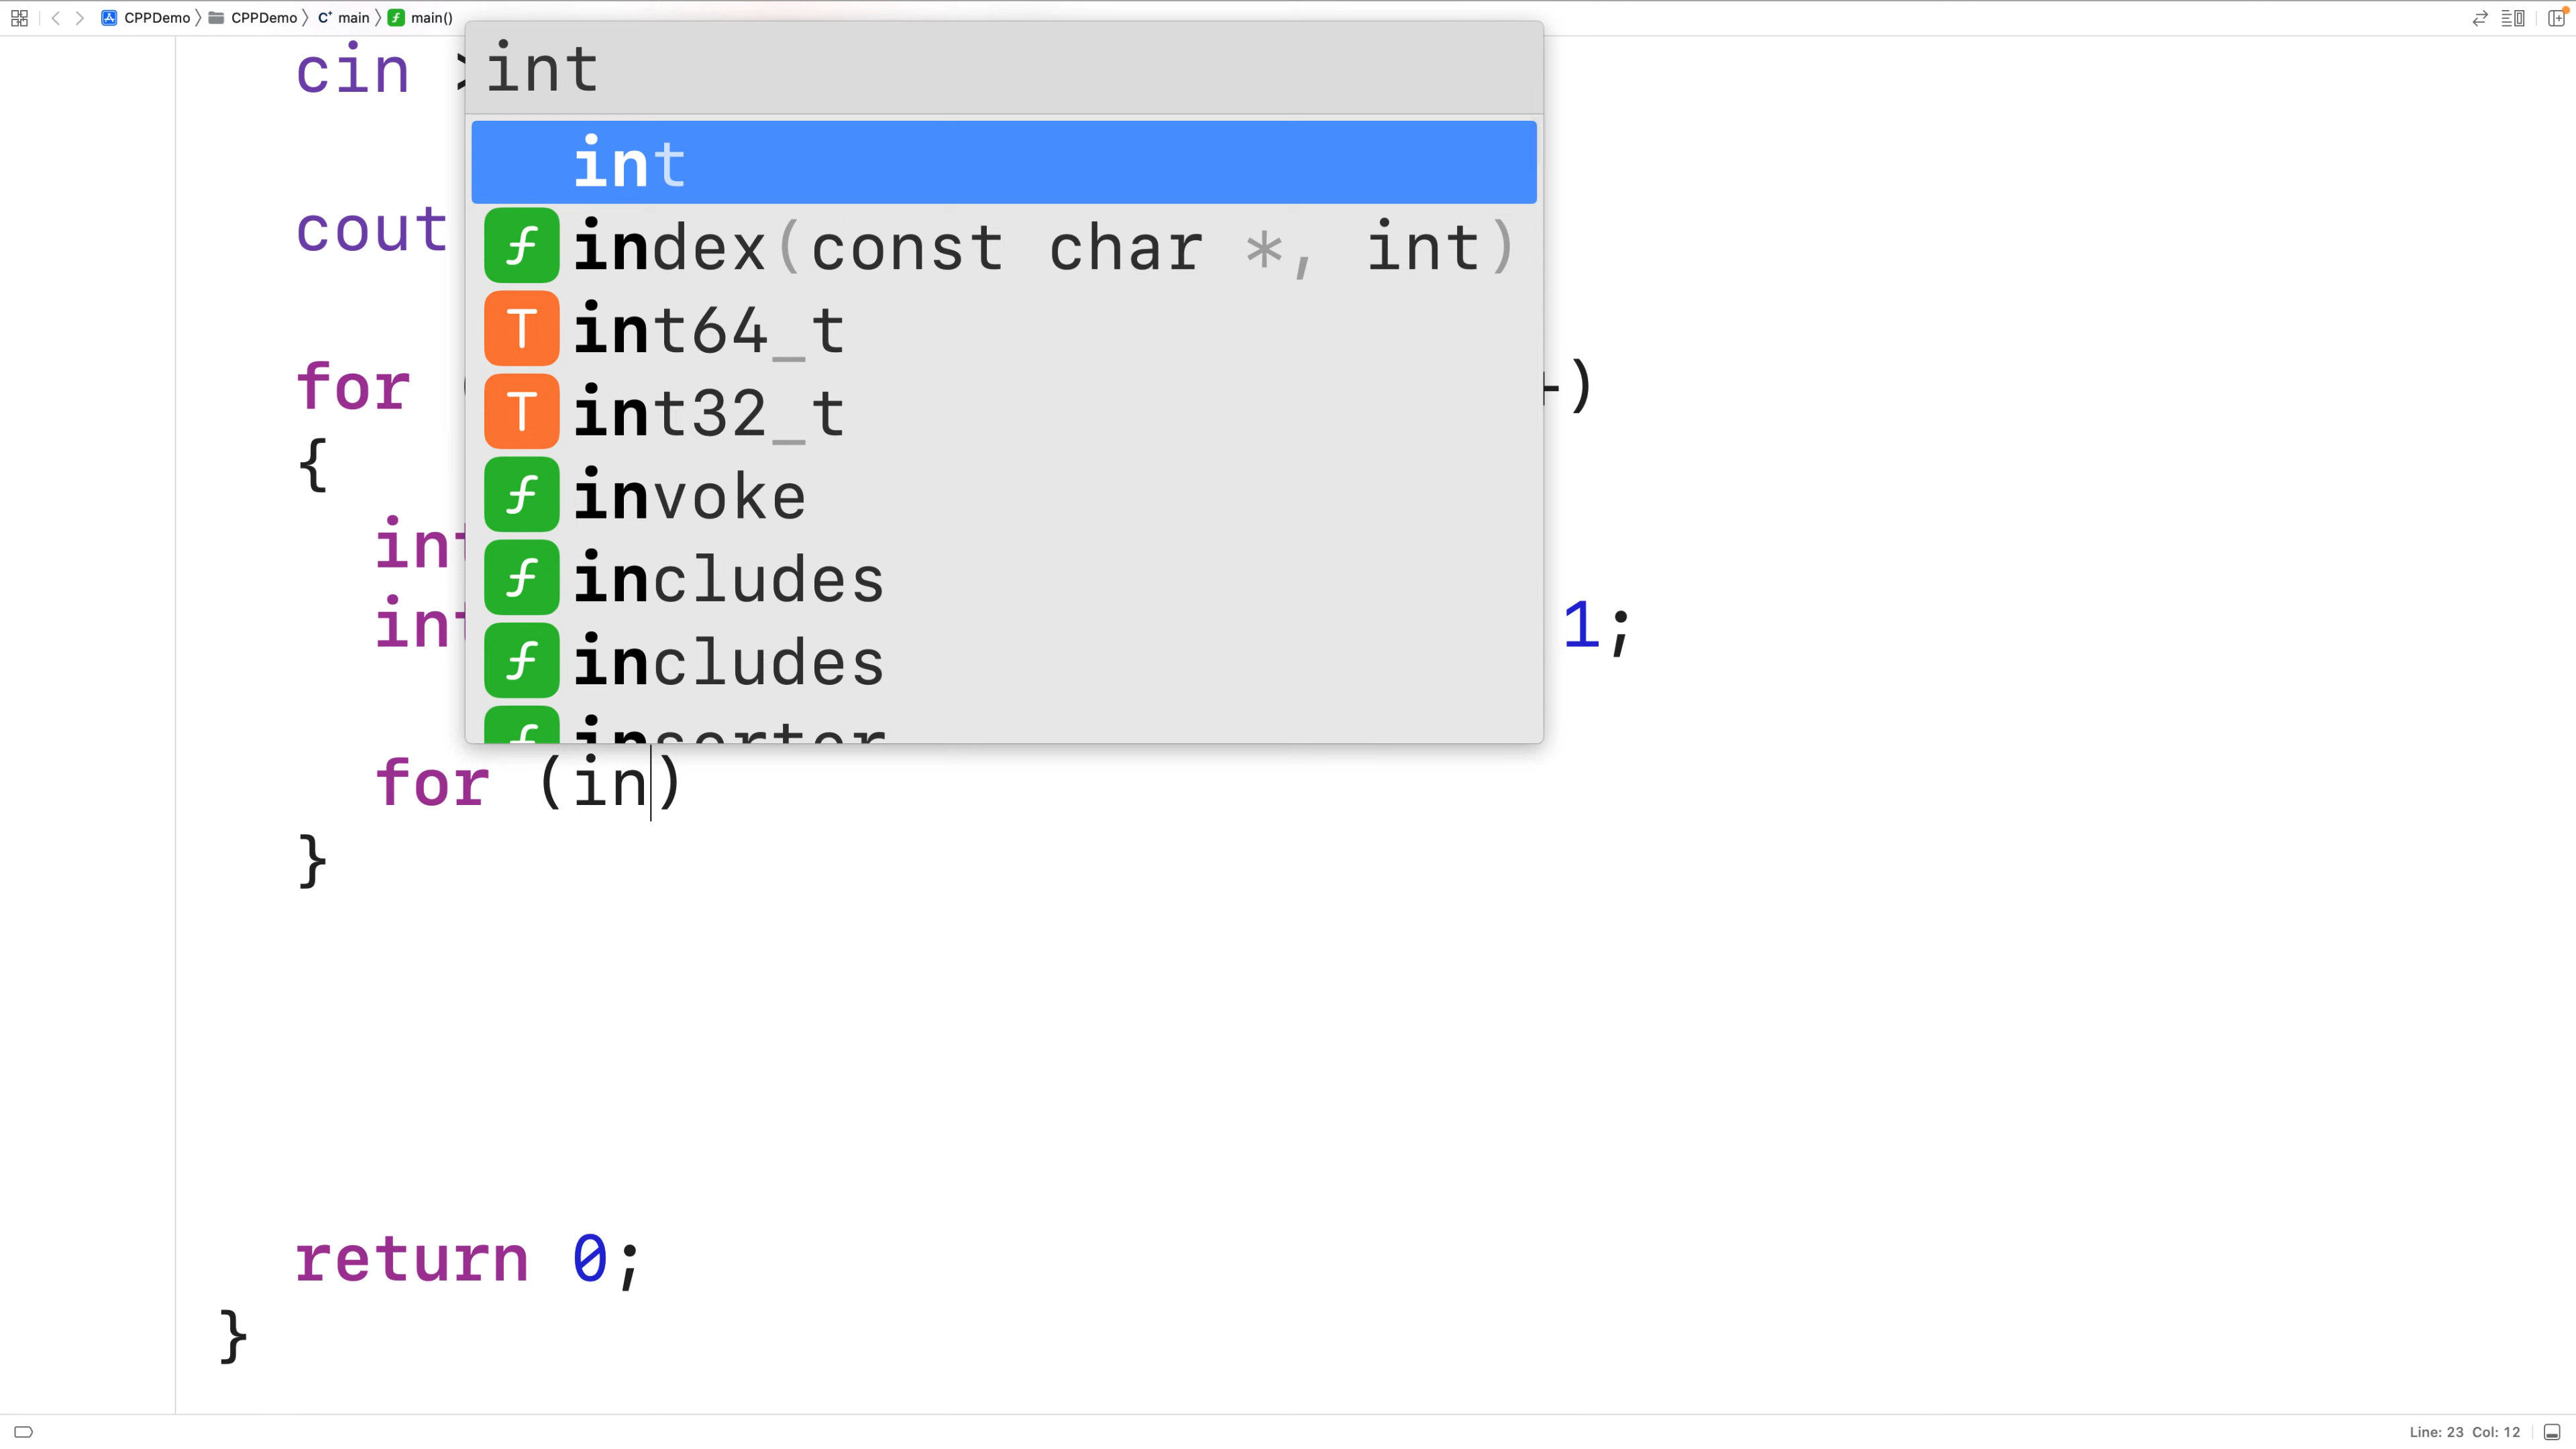 CPPDemo 〉 CPPDemo 〉 main 〉 main()
int
cin
int
cout
index(const char *, int)
int64_t
for +)
int32_t
{
invoke
int
includes
int 1;
includes
inserter
for (in)
}
return 0;
}
Line: 23 Col: 12